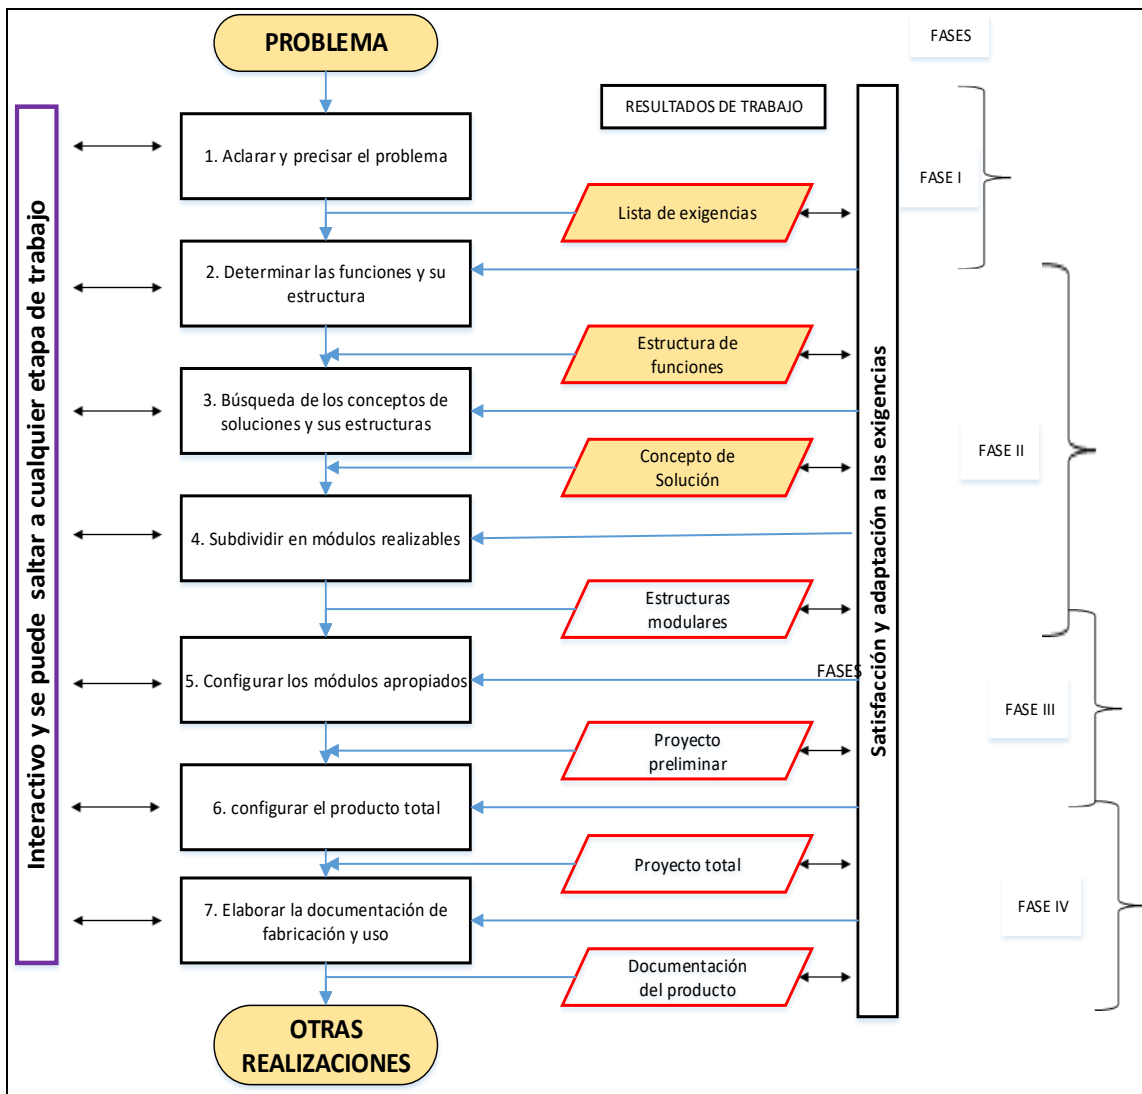 PROBLEMA
FASES
RESULTADOS DE TRABAJO
1. Aclarar y precisar el problema
FASE I
Lista de exigencias
2. Determinar las funciones y su
estructura
Estructura de
funciones
3. Búsqueda de los conceptos de
soluciones y sus estructuras
FASE II
Concepto de
Solución
4. Subdividir en módulos realizables
Estructuras
modulares
FASES
5. Configurar los módulos apropiados
FASE III
Proyecto
preliminar
6. configurar el producto total
Proyecto total
7. Elaborar la documentación de
fabricación y uso
FASE IV
Documentación
del producto
OTRAS
REALIZACIONES
Interactivo y se puede saltar a cualquier etapa de trabajo
Satisfacción y adaptación a las exigencias